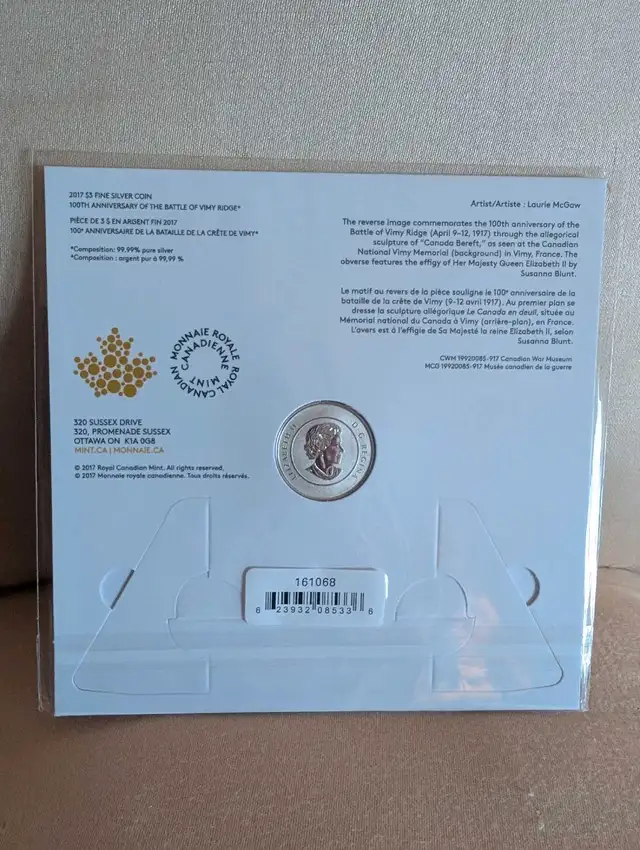 2017 $3 FINE SILVER COIN
100TH ANNIVERSARY OF THE BATTLE OF VIMY RIDGE*
PIÈCE DE 3 $ EN ARGENT FIN 2017
100e ANNIVERSAIRE DE LA BATAILLE DE LA CRÊTE DE VIMY*
*Composition: 99.99% pure silver
*Composition : argent pur à 99,99 %
Artist/Artiste : Laurie McGaw
The reverse image commemorates the 100th anniversary of the
Battle of Vimy Ridge (April 9–12, 1917) through the allegorical
sculpture of "Canada Bereft," as seen at the Canadian
National Vimy Memorial (background) in Vimy, France. The
obverse features the effigy of Her Majesty Queen Elizabeth II by
Susanna Blunt.
Le motif au revers de la pièce souligne le 100e anniversaire de la
bataille de la crête de Vimy (9-12 avril 1917). Au premier plan se
dresse la sculpture allégorique Le Canada en deuil, située au
Mémorial national du Canada à Vimy (arrière-plan), en France.
L'avers est à l'effigie de Sa Majesté la reine Elizabeth II, selon
Susanna Blunt.
CWM 19920085-917 Canadian War Museum
MCG 19920085-917 Musée canadien de la guerre
MONNAIE ROYALE
CANADIENNE
ROYAL CANADIAN
MINT
320 SUSSEX DRIVE
320, PROMENADE SUSSEX
OTTAWA ON K1A 0G8
MINT.CA | MONNAIE.CA
© 2017 Royal Canadian Mint. All rights reserved.
© 2017 Monnaie royale canadienne. Tous droits réservés.
ELIZABETH II D. G. REGINA
161068
6 23932 08533 6